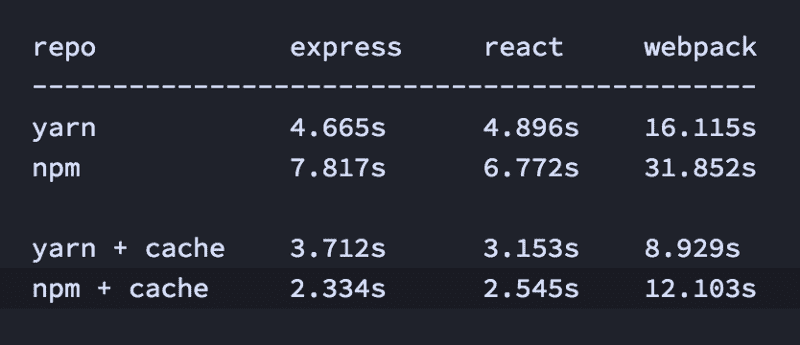 repo express react webpack
----------------------------------------------
yarn 4.665s 4.896s 16.115s
npm 7.817s 6.772s 31.852s
yarn + cache 3.712s 3.153s 8.929s
npm + cache 2.334s 2.545s 12.103s